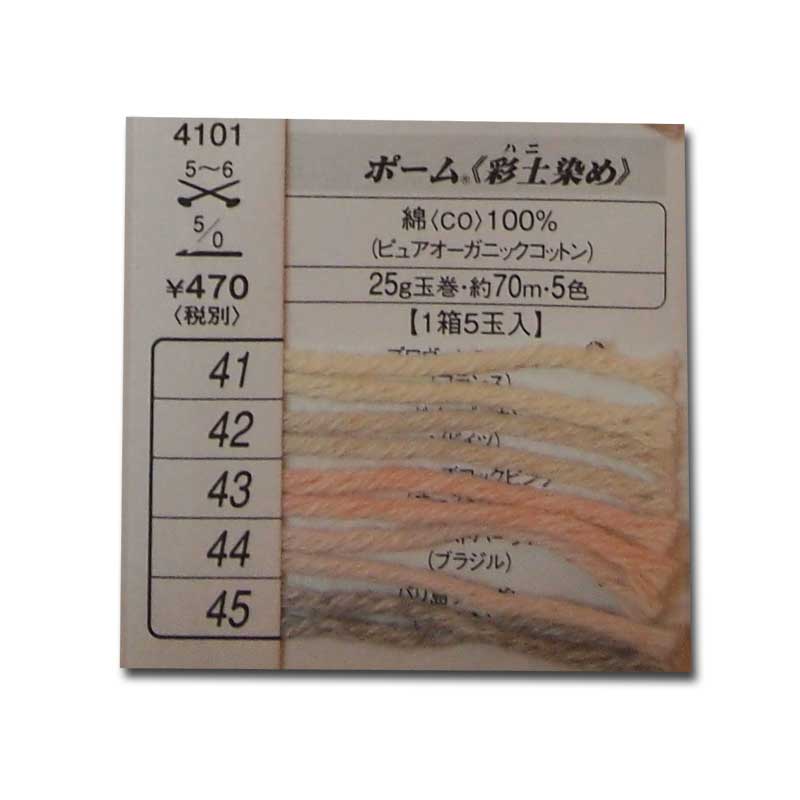 4101
5〜6
5/0
¥470
〈税別〉
ハニ
ポーム®《彩土染め》
綿〈CO〉100%
(ピュアオーガニックコットン)
25g玉巻・約70m・5色
【1箱5玉入】
41
42
43
44
(ブラジル)
45